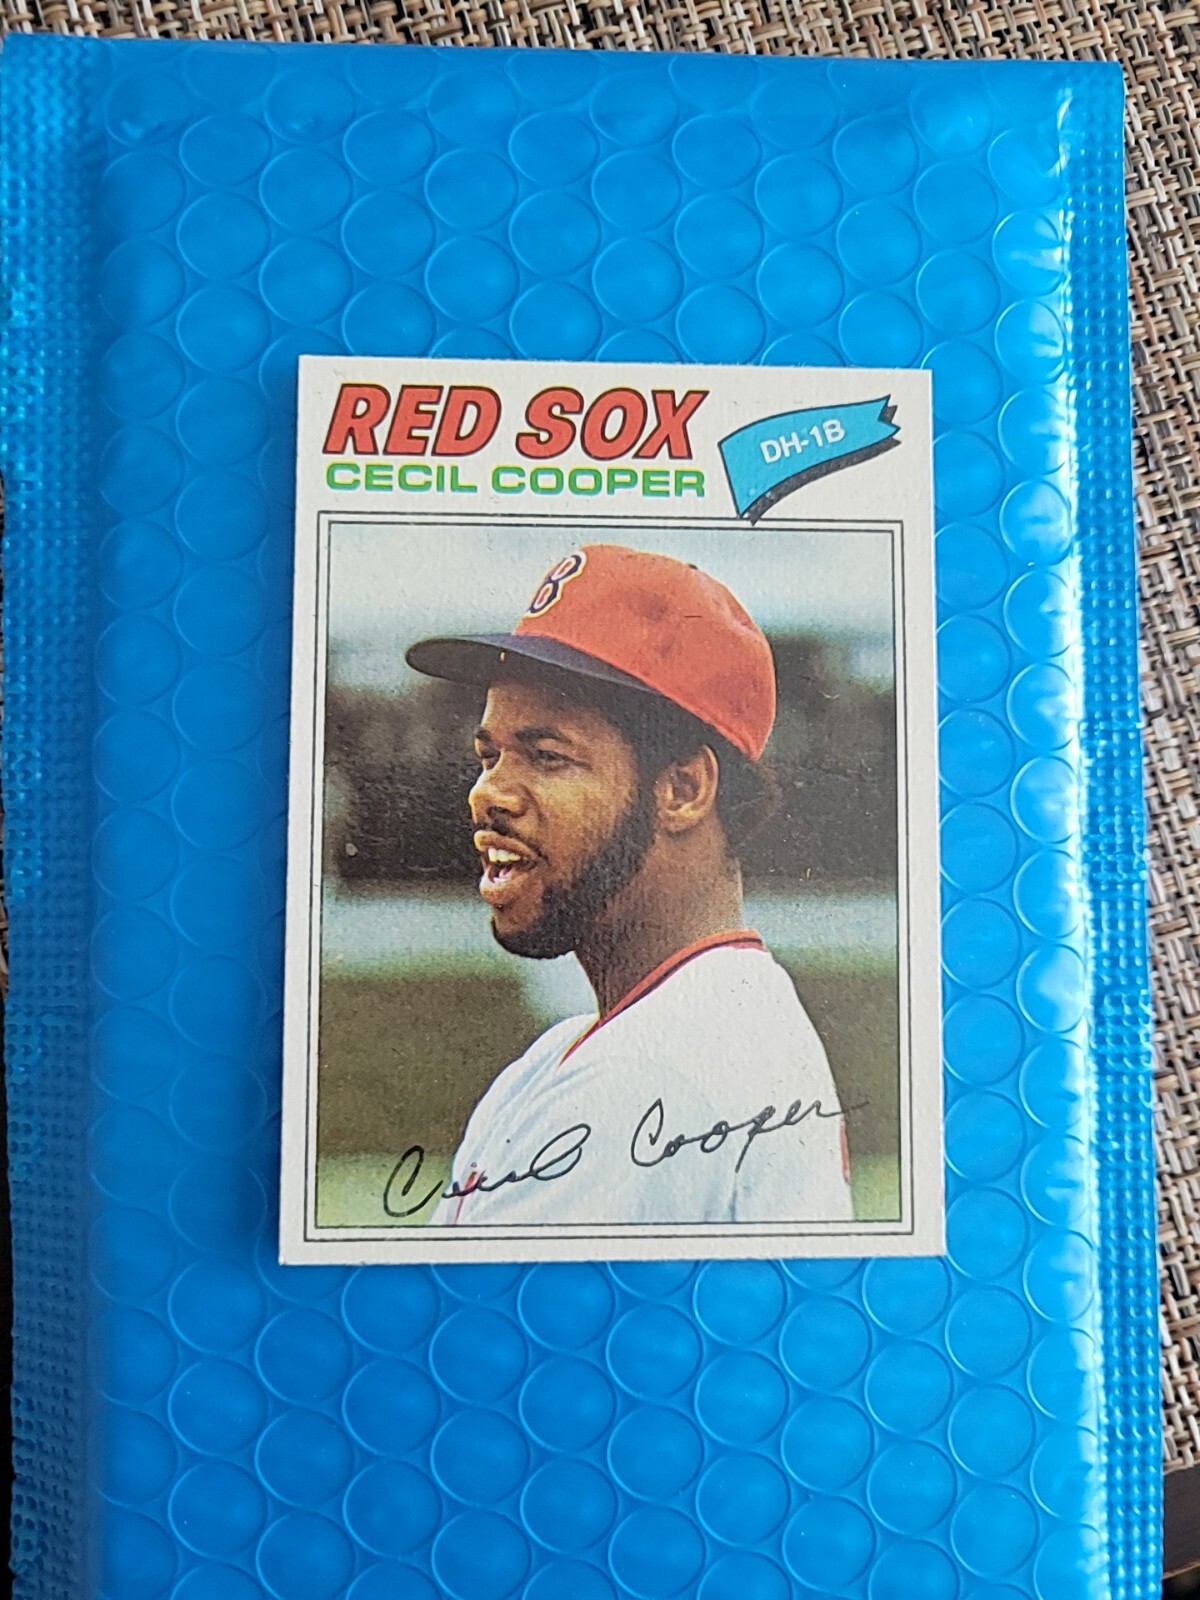 RED SOX
CECIL COOPER
DH-1B
B
Cecil Cooper